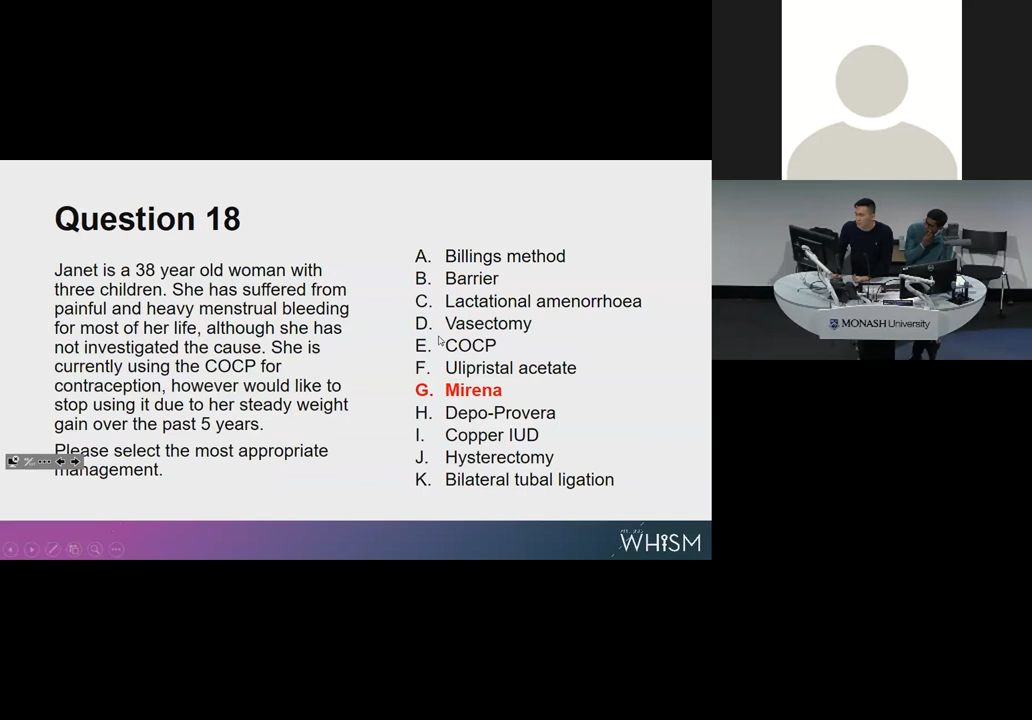 Question 18
Janet is a 38 year old woman with
three children. She has suffered from
painful and heavy menstrual bleeding
for most of her life, although she has
not investigated the cause. She is
currently using the COCP for
contraception, however would like to
stop using it due to her steady weight
gain over the past 5 years.
Please select the most appropriate
management.
A. Billings method
B. Barrier
C. Lactational amenorrhoea
D. Vasectomy
E. COCP
F. Ulipristal acetate
G. Mirena
H. Depo-Provera
I. Copper IUD
J. Hysterectomy
K. Bilateral tubal ligation
WHiSM
MONASH University